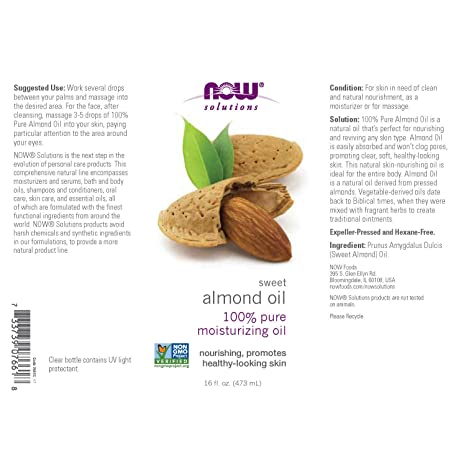 Suggested Use: Work several drops
between your palms and massage into
the desired area. For the face, after
cleansing, massage 3-5 drops of 100%
Pure Almond Oil into your skin, paying
particular attention to the area around
your eyes.
NOW® Solutions is the next step in the
evolution of personal care products. This
comprehensive natural line encompasses
moisturizers and serums, bath and body
oils, shampoos and conditioners, oral
care, skin care, and essential oils, all
of which are formulated with the finest
functional ingredients from around the
world. NOW® Solutions products avoid
harsh chemicals and synthetic ingredients
in our formulations, to provide a more
natural product line.
Clear bottle contains UV light
protectant.
NOW®
solutions
sweet
almond oil
100% pure
moisturizing oil
NON
GMO
Project
VERIFIED
nongmoproject.org
nourishing, promotes
healthy-looking skin
16 fl. oz. (473 mL)
Condition: For skin in need of clean
and natural nourishment, as a
moisturizer or for massage.
Solution: 100% Pure Almond Oil is a
natural oil that's perfect for nourishing
and reviving any skin type. Almond Oil
is easily absorbed and won't clog pores,
promoting clear, soft, healthy-looking
skin. This natural skin-nourishing oil is
ideal for the entire body. Almond Oil
is a natural oil derived from pressed
almonds. Vegetable-derived oils date
back to Biblical times, when they were
mixed with fragrant herbs to create
traditional ointments
Expeller-Pressed and Hexane-Free.
Ingredient: Prunus Amygdalus Dulcis
(Sweet Almond) Oil.
NOW Foods
395 S. Glen Ellyn Rd.
Bloomingdale, IL 60108, USA
nowfoods.com/nowsolutions
NOW® Solutions products are not tested
on animals.
Please Recycle.